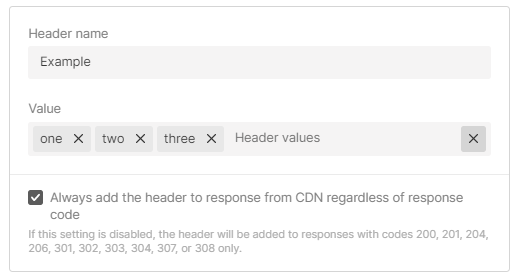 Header name
Example
Value
one two three Header values
Always add the header to response from CDN regardless of response
code
If this setting is disabled, the header will be added to responses with codes 200, 201, 204,
206, 301, 302, 303, 304, 307, or 308 only.